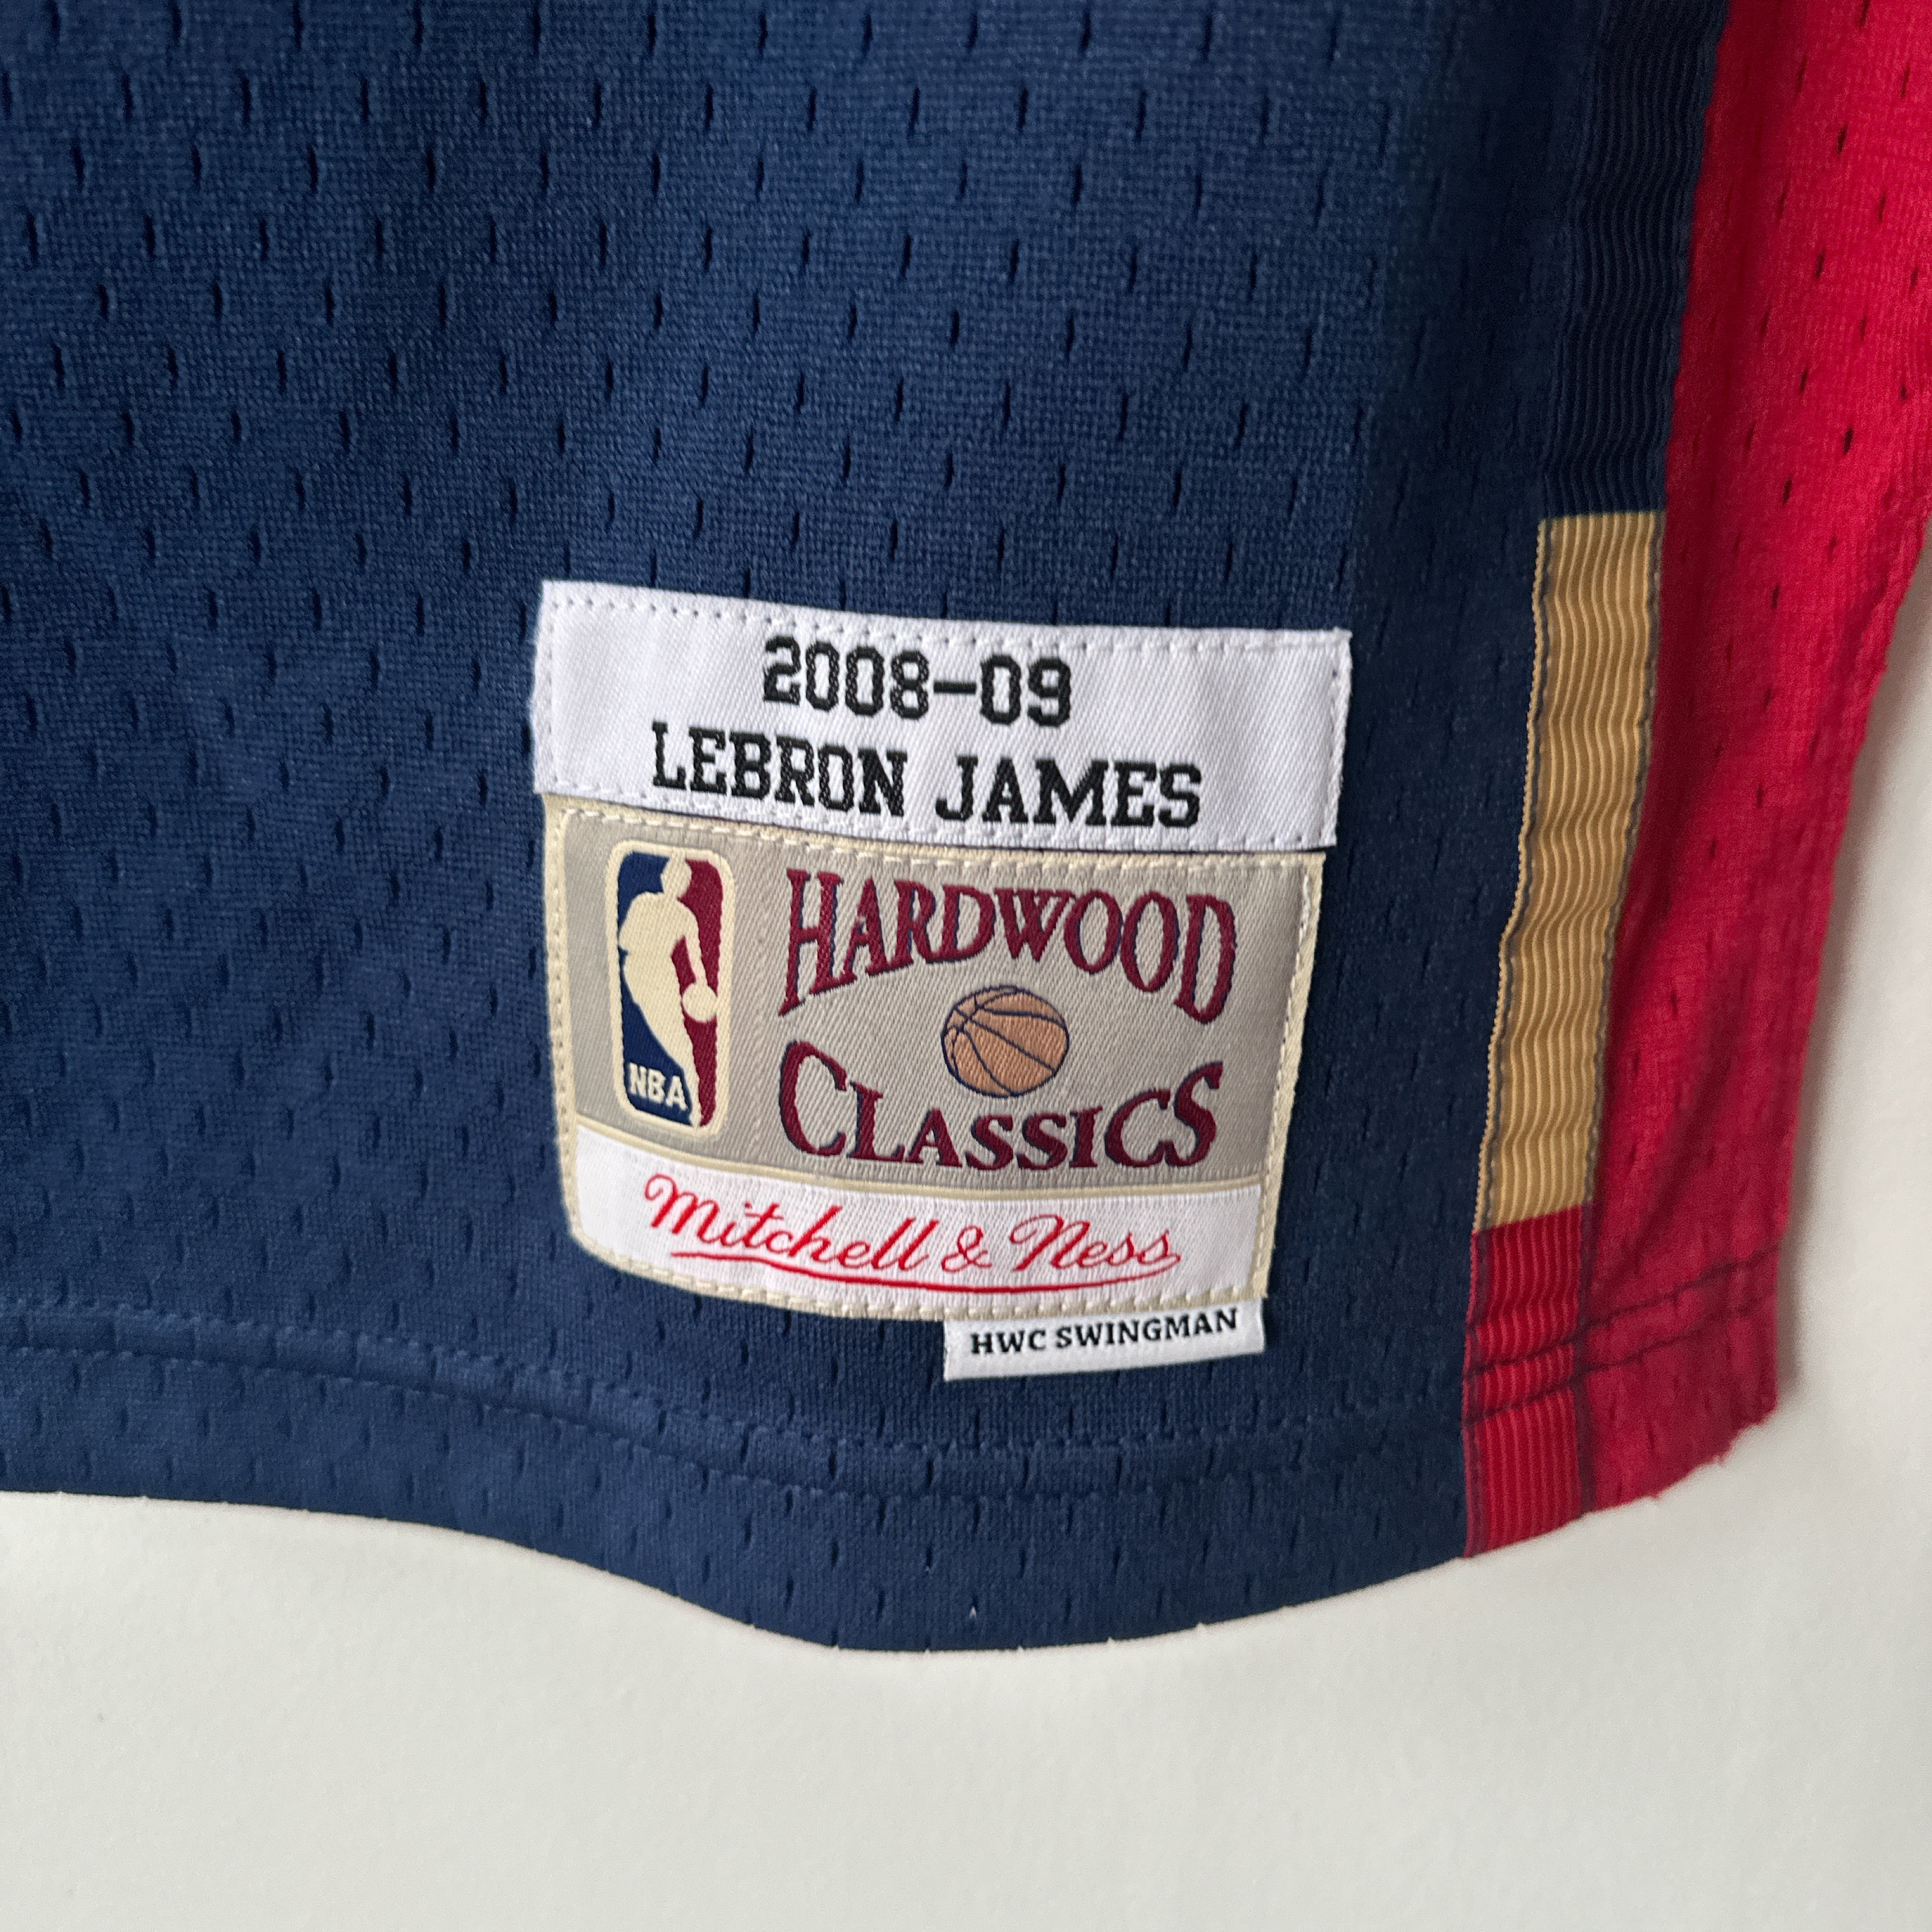 2008-09
LEBRON JAMES
HARDWOOD
CLASSICS
NBA
Mitchell & Ness
HWC SWINGMAN